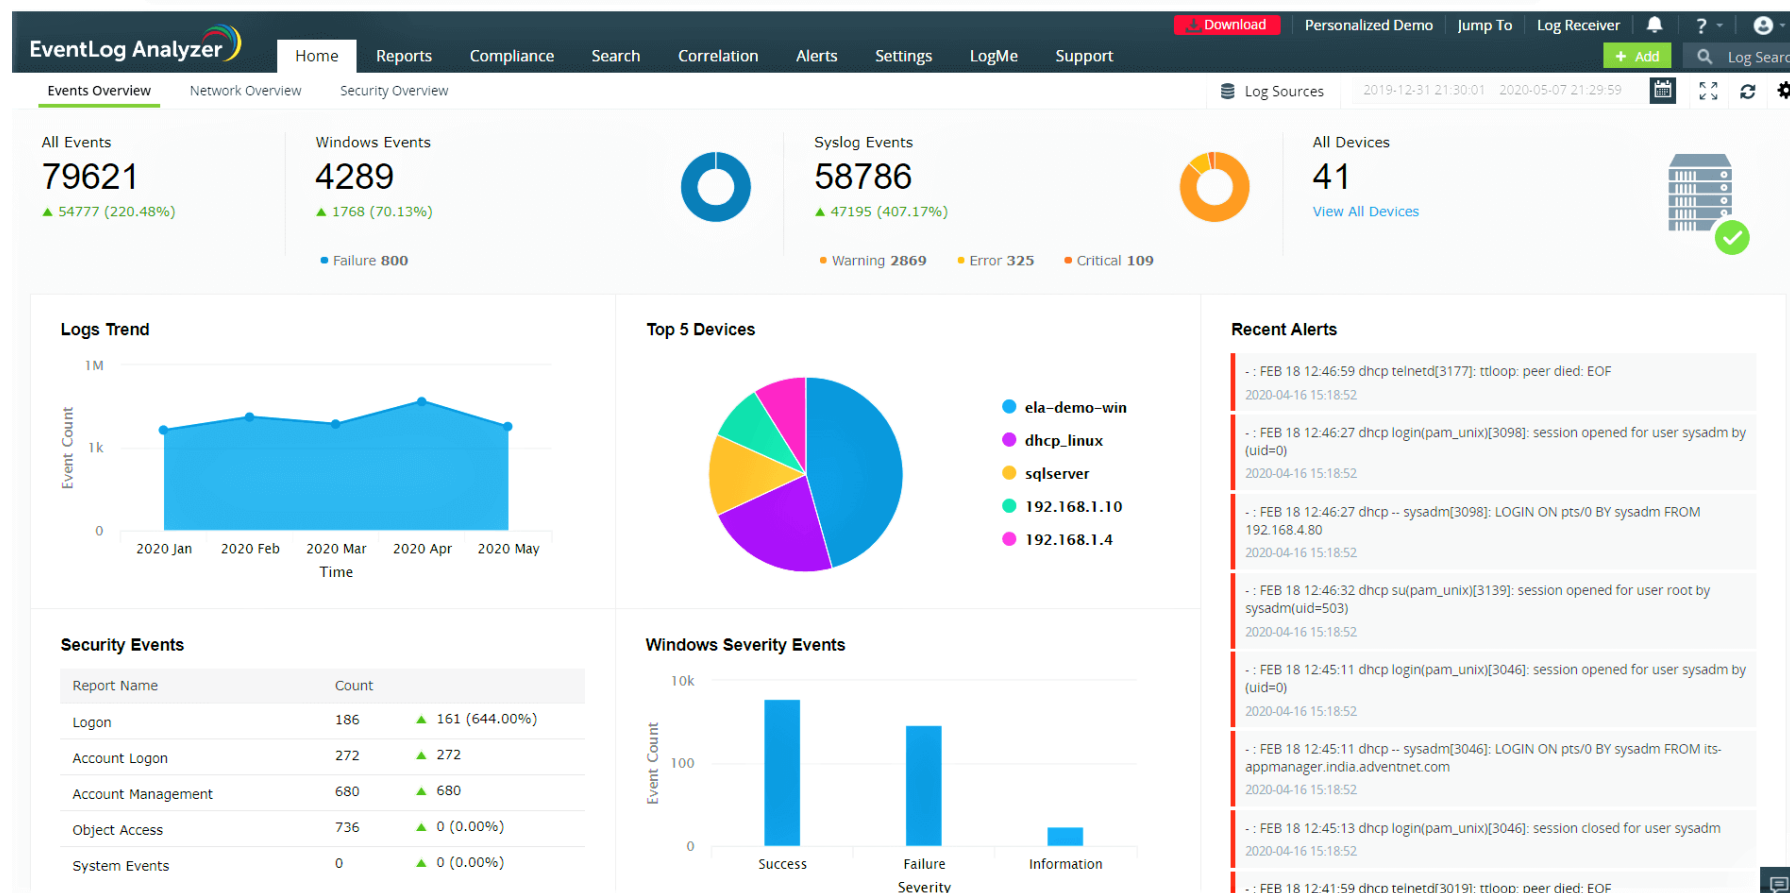 Download Personalized Demo Jump To Log Receiver ?
EventLog Analyzer
Home Reports Compliance Search Correlation Alerts Settings LogMe Support
+ Add Log Searc
Events Overview Network Overview Security Overview
Log Sources 2019-12-31 21:30:01 2020-05-07 21:29:59
All Events
79621
54777 (220.48%)
Windows Events
4289
1768 (70.13%)
Failure 800
Syslog Events
58786
47195 (407.17%)
Warning 2869 Error 325 Critical 109
All Devices
41
View All Devices
Logs Trend
1M
1k
0
Event Count
2020 Jan 2020 Feb 2020 Mar 2020 Apr 2020 May
Time
Top 5 Devices
ela-demo-win
dhcp_linux
sqlserver
192.168.1.10
192.168.1.4
Recent Alerts
- : FEB 18 12:46:59 dhcp telnetd[3177]: ttloop: peer died: EOF
2020-04-16 15:18:52
- : FEB 18 12:46:27 dhcp login(pam_unix)[3098]: session opened for user sysadm by
(uid=0)
2020-04-16 15:18:52
- : FEB 18 12:46:27 dhcp -- sysadm[3098]: LOGIN ON pts/0 BY sysadm FROM
192.168.4.80
2020-04-16 15:18:52
- : FEB 18 12:46:32 dhcp su(pam_unix)[3139]: session opened for user root by
sysadm(uid=503)
2020-04-16 15:18:52
- : FEB 18 12:45:11 dhcp login(pam_unix)[3046]: session opened for user sysadm by
(uid=0)
2020-04-16 15:18:52
- : FEB 18 12:45:11 dhcp -- sysadm[3046]: LOGIN ON pts/0 BY sysadm FROM its-
appmanager.india.adventnet.com
2020-04-16 15:18:52
- : FEB 18 12:45:13 dhcp login(pam_unix)[3046]: session closed for user sysadm
2020-04-16 15:18:52
- : FEB 18 12:41:59 dhcp telnetd[3019]: ttloop: peer died: EOF
Security Events
Report Name Count
Logon 186 161 (644.00%)
Account Logon 272 272
Account Management 680 680
Object Access 736 0 (0.00%)
System Events 0 0 (0.00%)
Windows Severity Events
10k
100
0
Event Count
Success Failure Information
Severity